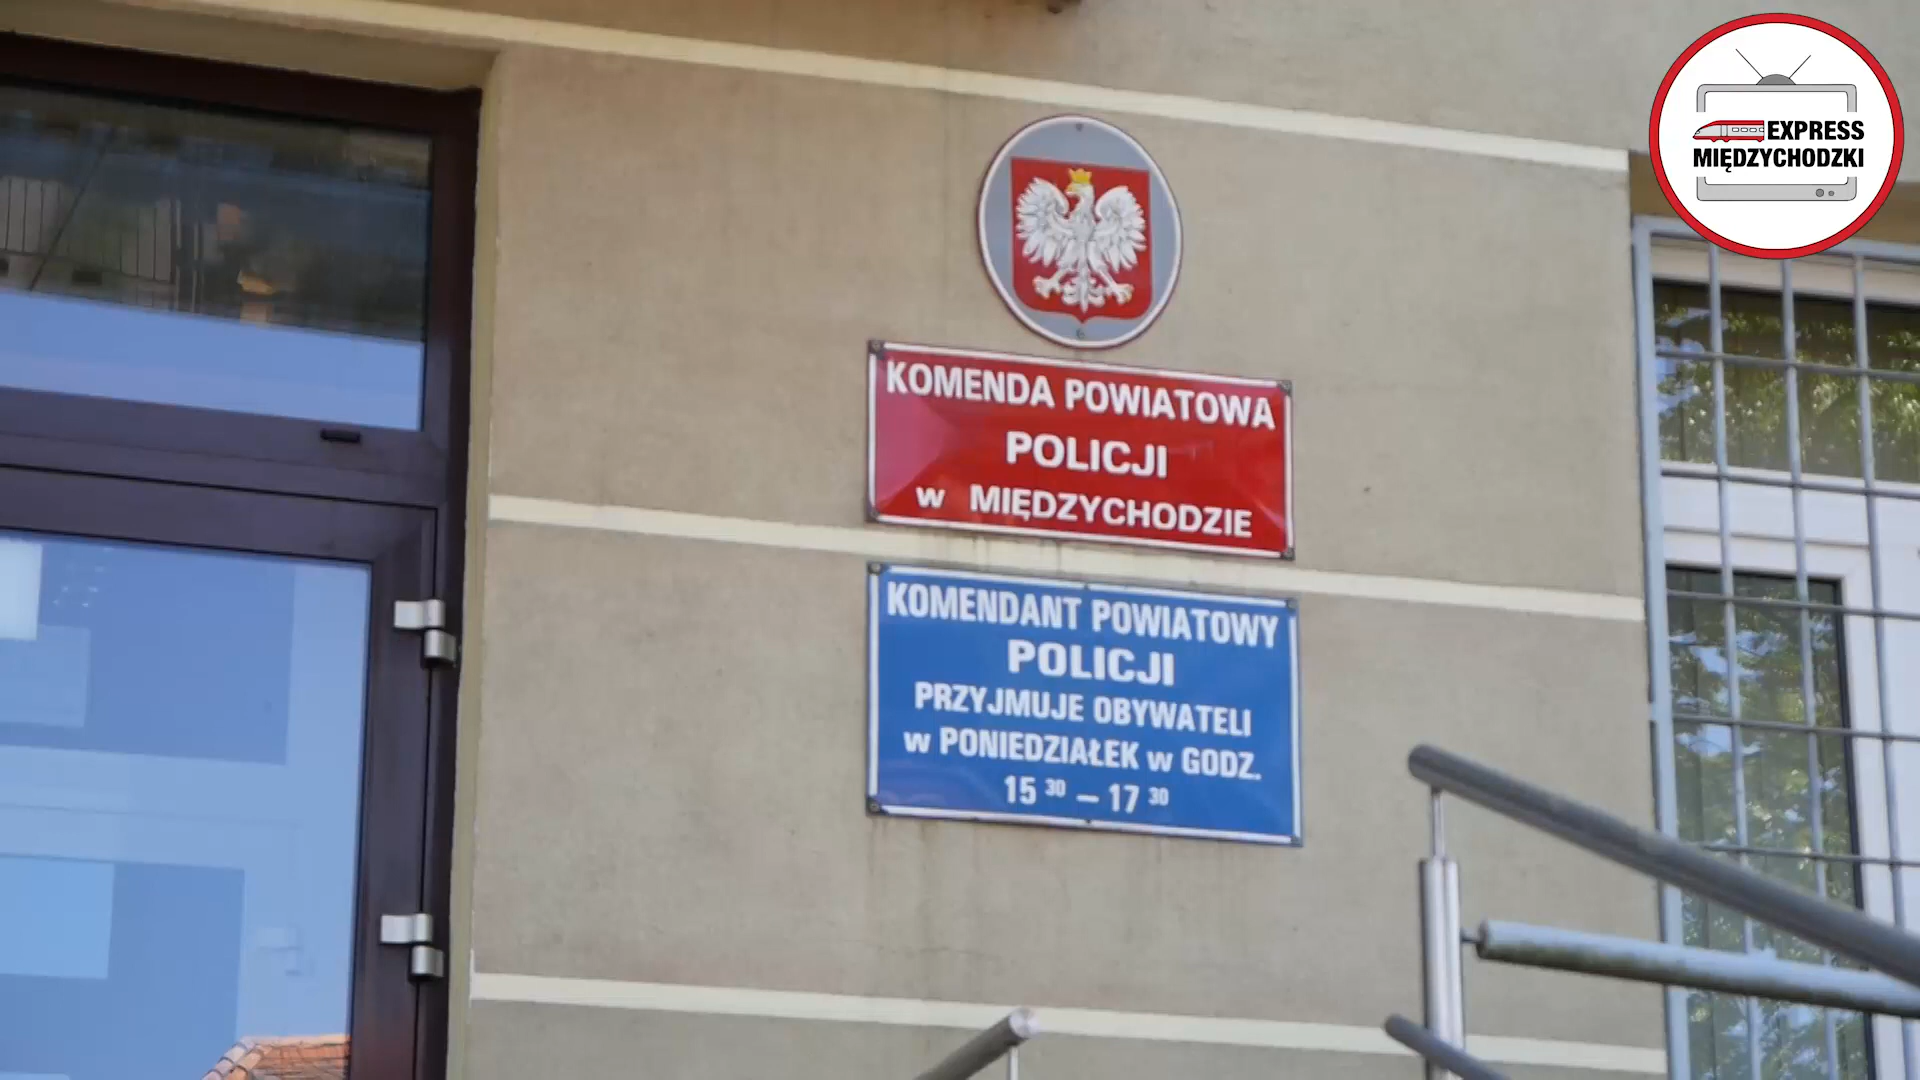 EXPRESS
MIĘDZYCHODZKI
KOMENDA POWIATOWA
POLICJI
w MIĘDZYCHODZIE
KOMENDANT POWIATOWY
POLICJI
PRZYJMUJE OBYWATELI
w PONIEDZIAŁEK w GODZ.
15 30 – 17 30